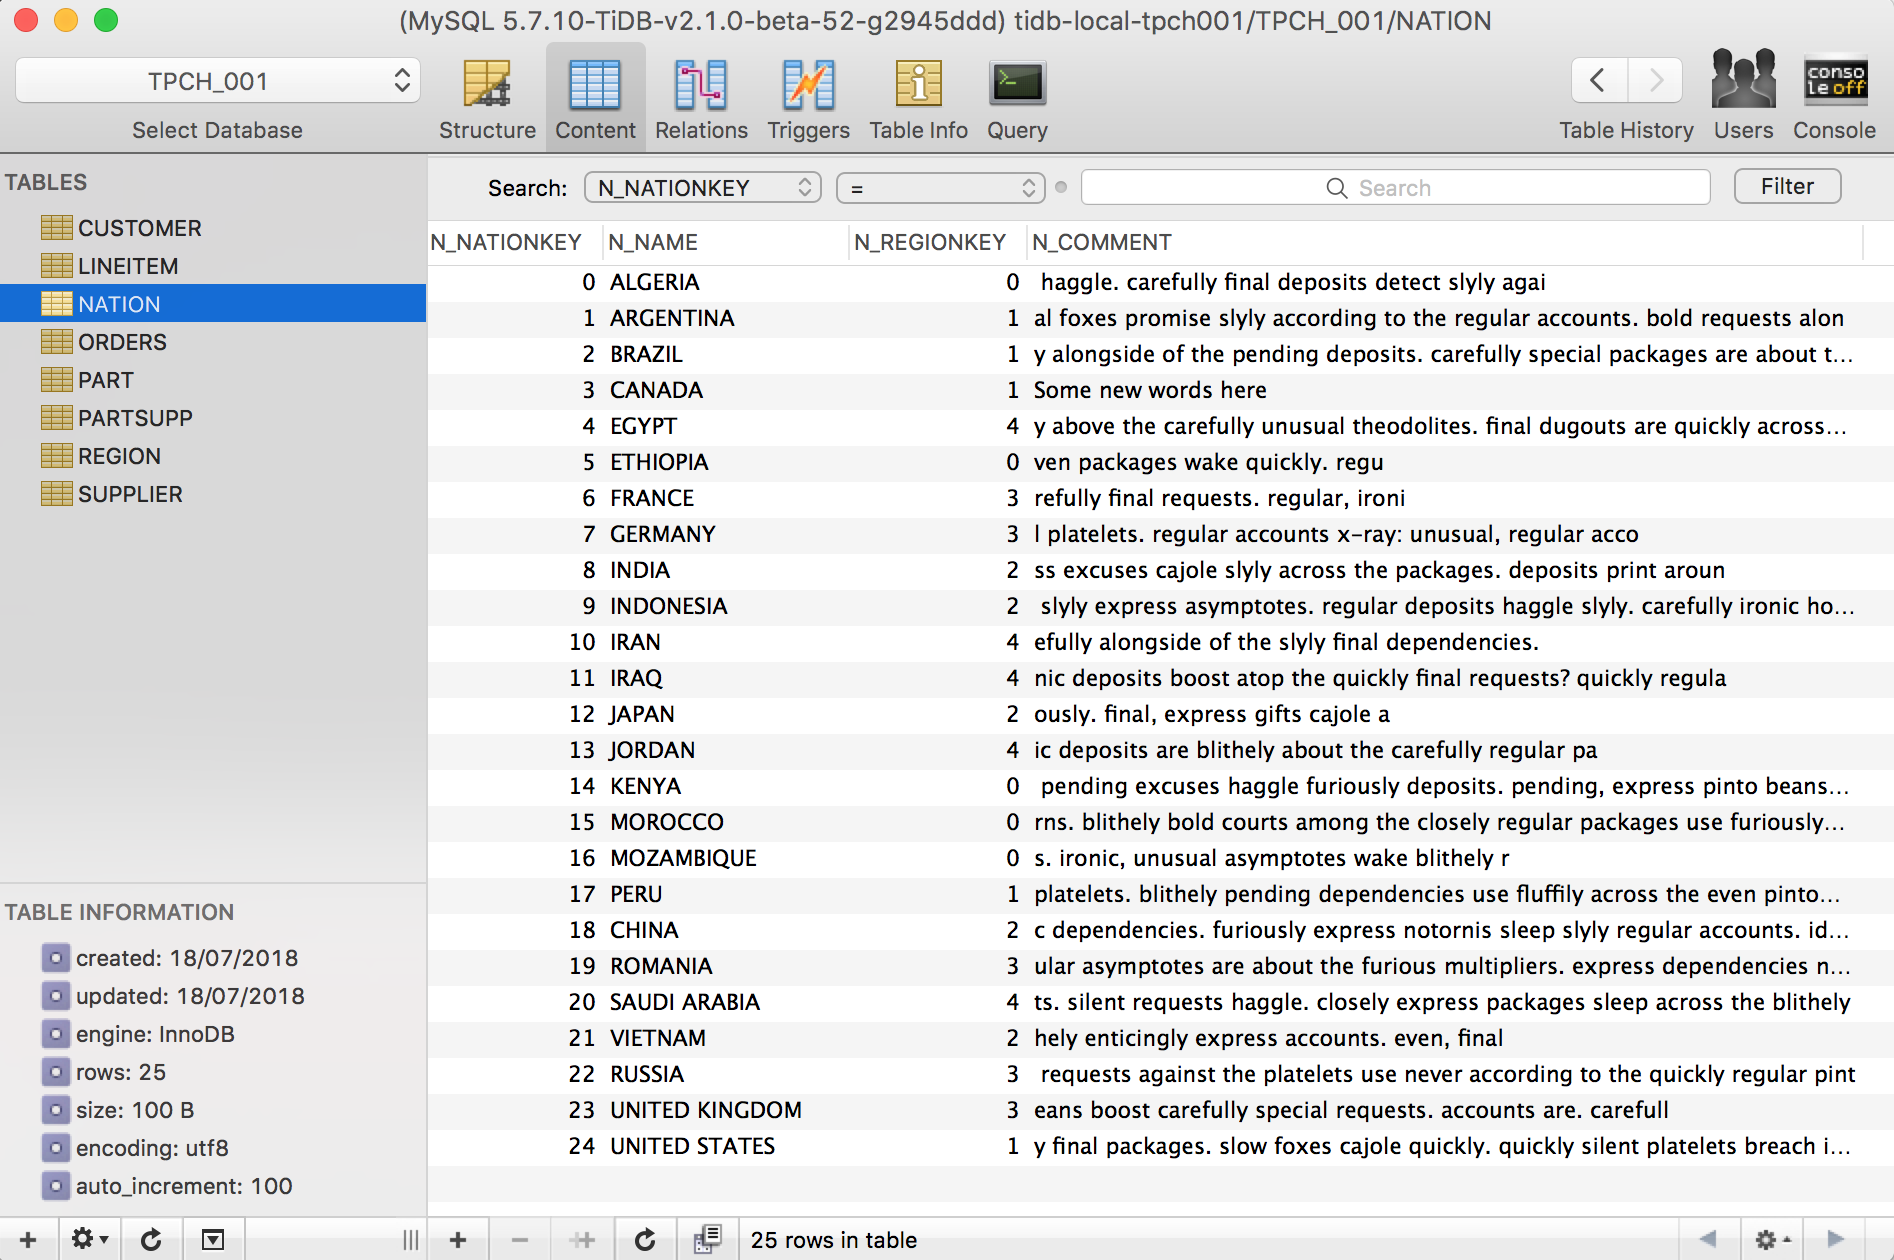 (MySQL 5.7.10-TiDB-v2.1.0-beta-52-g2945ddd) tidb-local-tpch001/TPCH_001/NATION
TPCH_001
Select Database
Structure Content Relations Triggers Table Info Query
conso
le off
Table History Users Console
TABLES
CUSTOMER
LINEITEM
NATION
ORDERS
PART
PARTSUPP
REGION
SUPPLIER
TABLE INFORMATION
created: 18/07/2018
updated: 18/07/2018
engine: InnoDB
rows: 25
size: 100 B
encoding: utf8
auto_increment: 100
Search: N_NATIONKEY = Search Filter
N_NATIONKEY N_NAME N_REGIONKEY N_COMMENT
0 ALGERIA 0 haggle. carefully final deposits detect slyly agai
1 ARGENTINA 1 al foxes promise slyly according to the regular accounts. bold requests alon
2 BRAZIL 1 y alongside of the pending deposits. carefully special packages are about t...
3 CANADA 1 Some new words here
4 EGYPT 4 y above the carefully unusual theodolites. final dugouts are quickly across...
5 ETHIOPIA 0 ven packages wake quickly. regu
6 FRANCE 3 refully final requests. regular, ironi
7 GERMANY 3 l platelets. regular accounts x-ray: unusual, regular acco
8 INDIA 2 ss excuses cajole slyly across the packages. deposits print aroun
9 INDONESIA 2 slyly express asymptotes. regular deposits haggle slyly. carefully ironic ho...
10 IRAN 4 efully alongside of the slyly final dependencies.
11 IRAQ 4 nic deposits boost atop the quickly final requests? quickly regula
12 JAPAN 2 ously. final, express gifts cajole a
13 JORDAN 4 ic deposits are blithely about the carefully regular pa
14 KENYA 0 pending excuses haggle furiously deposits. pending, express pinto beans...
15 MOROCCO 0 rns. blithely bold courts among the closely regular packages use furiously...
16 MOZAMBIQUE 0 s. ironic, unusual asymptotes wake blithely r
17 PERU 1 platelets. blithely pending dependencies use fluffily across the even pinto...
18 CHINA 2 c dependencies. furiously express notornis sleep slyly regular accounts. id...
19 ROMANIA 3 ular asymptotes are about the furious multipliers. express dependencies n...
20 SAUDI ARABIA 4 ts. silent requests haggle. closely express packages sleep across the blithely
21 VIETNAM 2 hely enticingly express accounts. even, final
22 RUSSIA 3 requests against the platelets use never according to the quickly regular pint
23 UNITED KINGDOM 3 eans boost carefully special requests. accounts are. carefull
24 UNITED STATES 1 y final packages. slow foxes cajole quickly. quickly silent platelets breach i...
25 rows in table